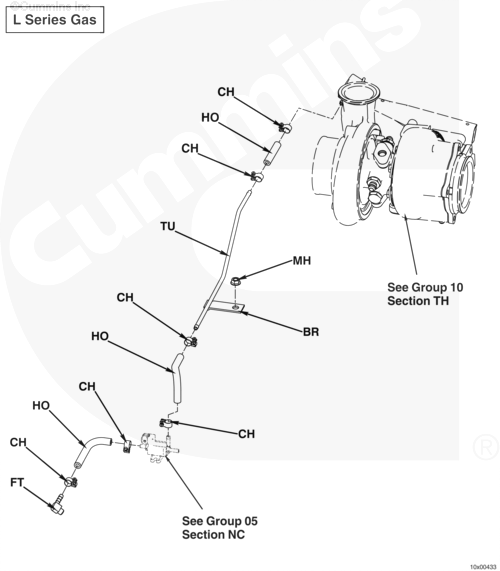 ©Cummins Inc
L Series Gas
Cummins
CH
HO
CH
TU
MH
See Group 10
Section TH
CH
BR
HO
CH
HO
CH
CH
FT
®
See Group 05
Section NC
10x00433